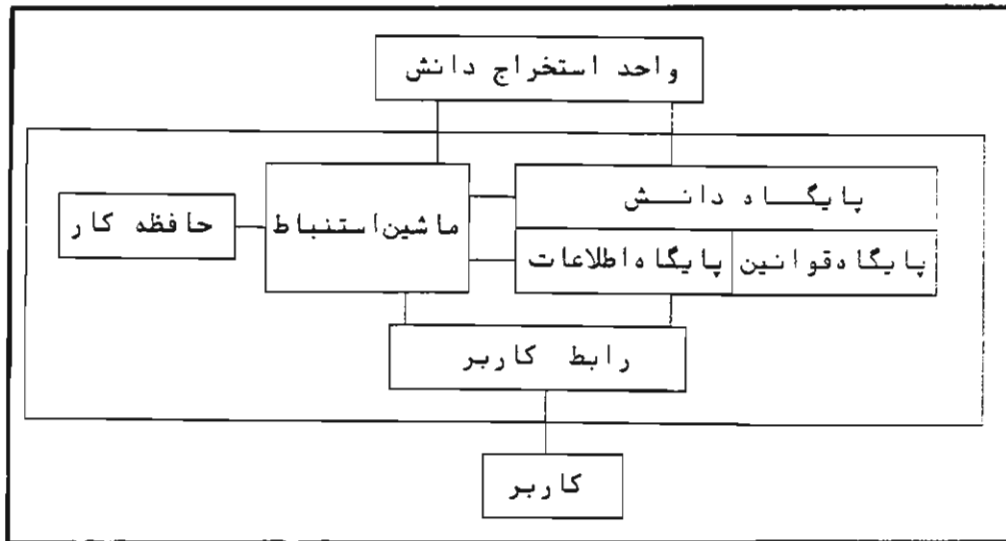 واحد استخراج دانش
پایگاه دانش
ماشین استنباط
حافظه کار
پایگاه قوانین
پایگاه اطلاعات
رابط کاربر
کاربر